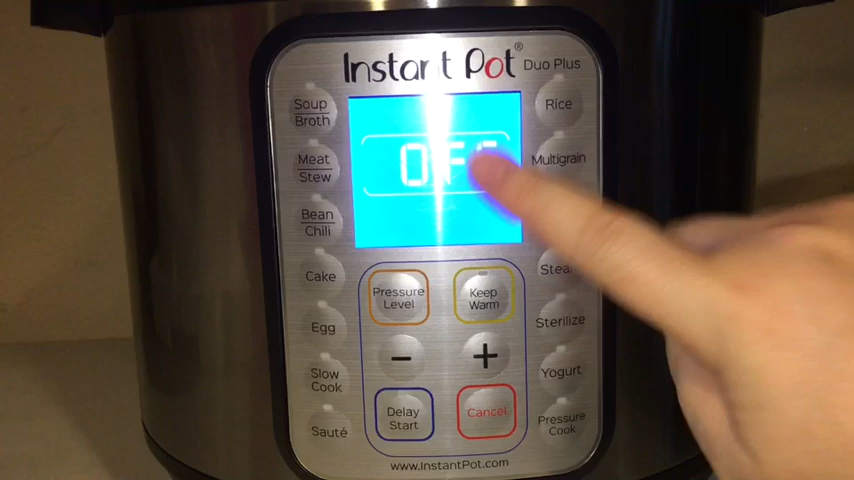 Instant Pot® Duo Plus
Soup
Broth
Meat
Stew
Bean
Chili
Cake
Egg
Slow
Cook
Sauté
Rice
Multigrain
Sterilize
Yogurt
Pressure
Cook
Pressure
Level
Keep
Warm
−
+
Delay
Start
Cancel
www.InstantPot.com